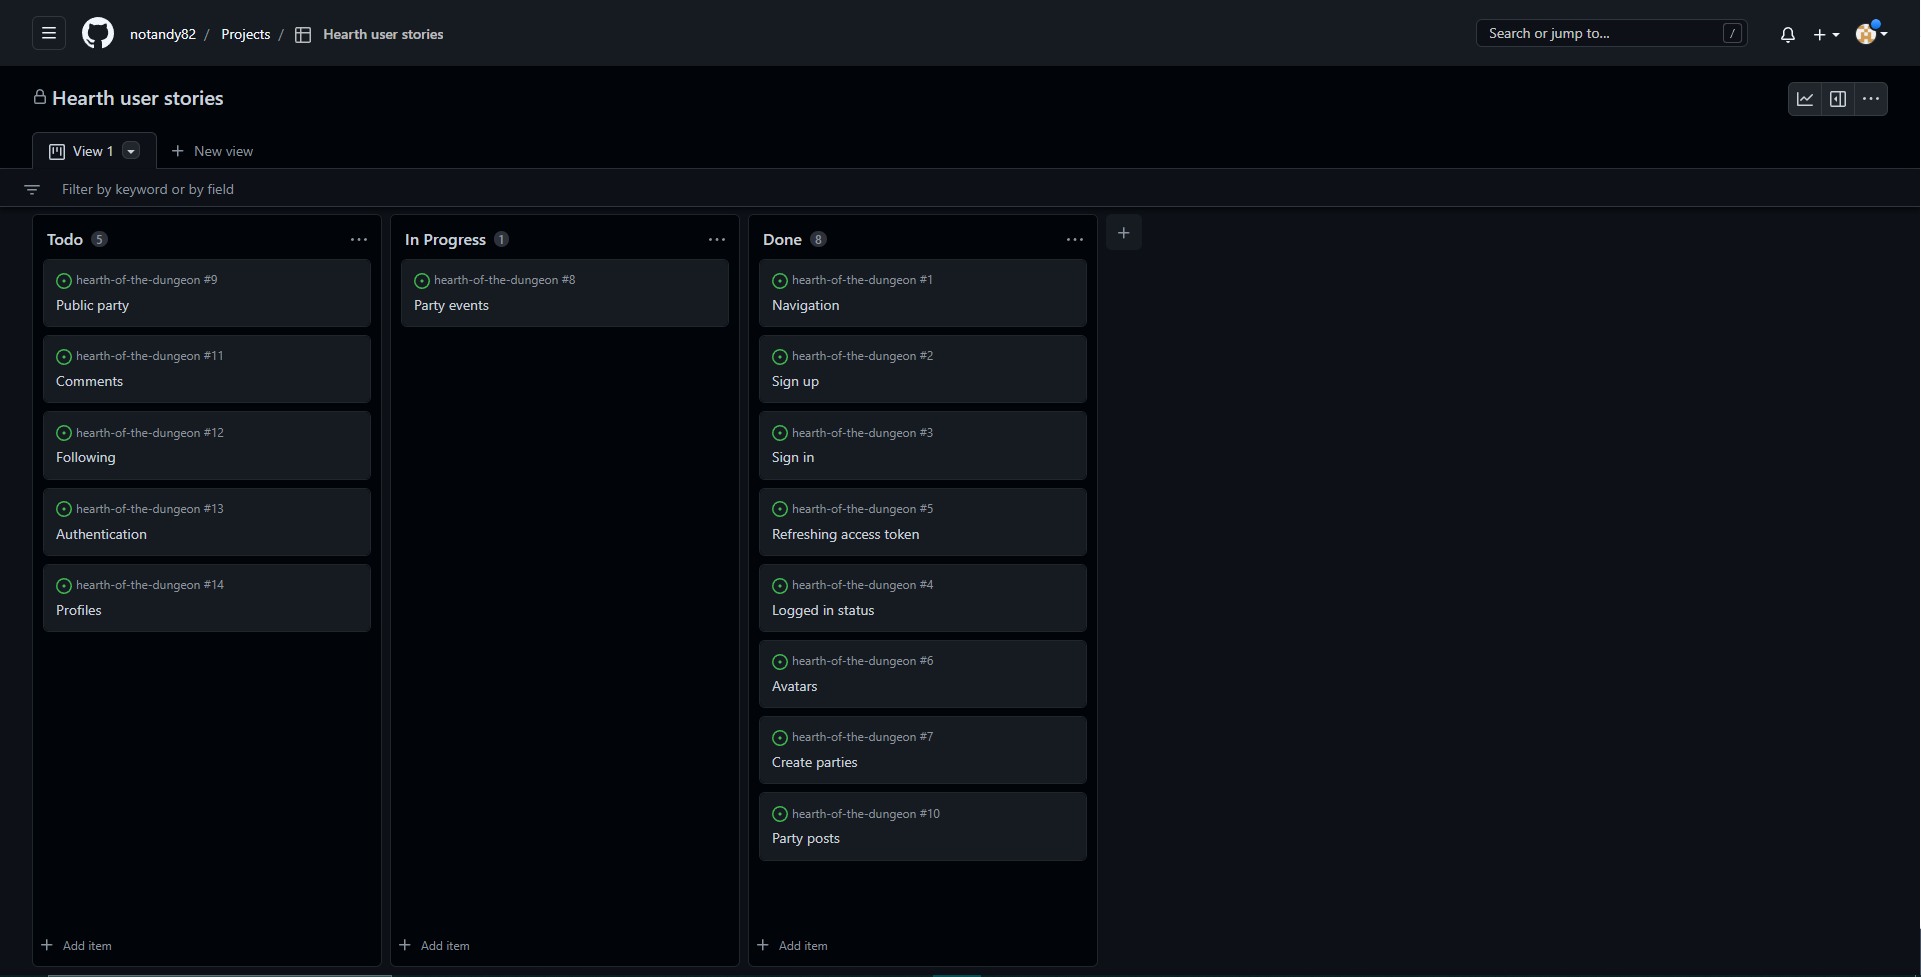 notandy82 / Projects / Hearth user stories
Search or jump to... /
Hearth user stories
View 1
New view
Filter by keyword or by field
Todo 5
hearth-of-the-dungeon #9
Public party
hearth-of-the-dungeon #11
Comments
hearth-of-the-dungeon #12
Following
hearth-of-the-dungeon #13
Authentication
hearth-of-the-dungeon #14
Profiles
Add item
In Progress 1
hearth-of-the-dungeon #8
Party events
Add item
Done 8
hearth-of-the-dungeon #1
Navigation
hearth-of-the-dungeon #2
Sign up
hearth-of-the-dungeon #3
Sign in
hearth-of-the-dungeon #5
Refreshing access token
hearth-of-the-dungeon #4
Logged in status
hearth-of-the-dungeon #6
Avatars
hearth-of-the-dungeon #7
Create parties
hearth-of-the-dungeon #10
Party posts
Add item